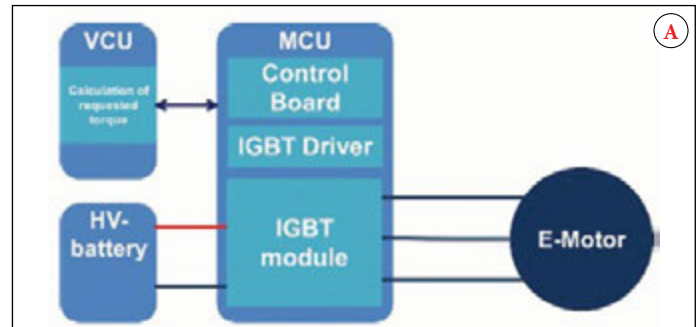 A
VCU
Calculation of
requested
torque
MCU
Control
Board
IGBT Driver
IGBT
module
HV-
battery
E-Motor